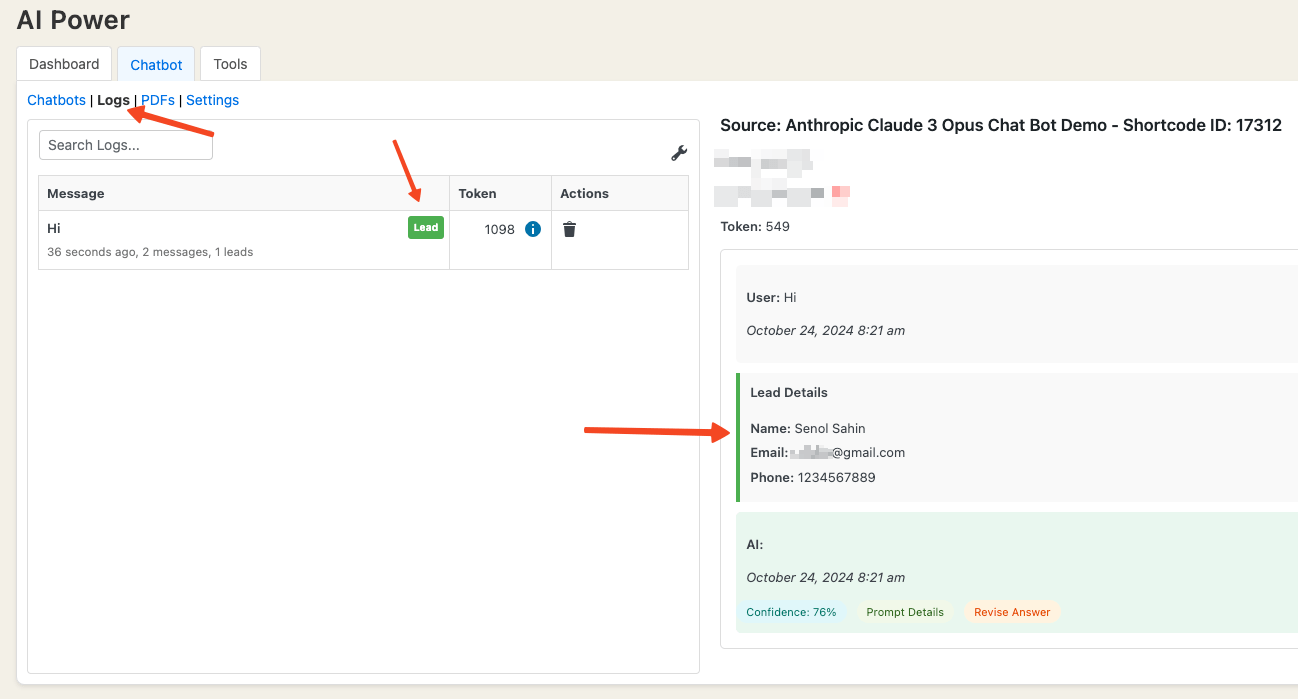 AI Power
Dashboard
Chatbot
Tools
Chatbots | Logs | PDFs | Settings
Search Logs...
Message
Token
Actions
Hi
Lead
1098
36 seconds ago, 2 messages, 1 leads
Source: Anthropic Claude 3 Opus Chat Bot Demo - Shortcode ID: 17312
Token: 549
User: Hi
October 24, 2024 8:21 am
Lead Details
Name: Senol Sahin
Email: @gmail.com
Phone: 1234567889
AI:
October 24, 2024 8:21 am
Confidence: 76%
Prompt Details
Revise Answer